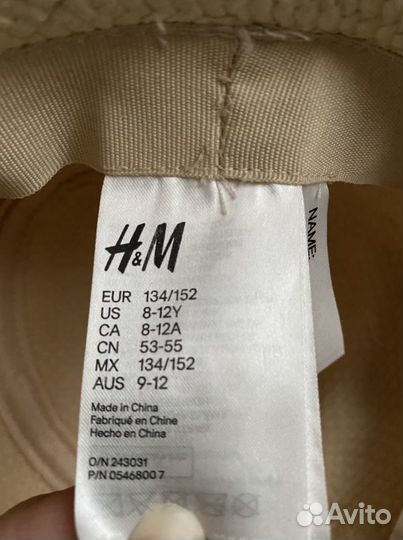 H&M
EUR 134/152
US 8-12Y
CA 8-12A
CN 53-55
MX 134/152
AUS 9-12
Made in China
Fabriqué en Chine
Hecho en China
O/N 243031
P/N 0546800 7
NAME:
Avito